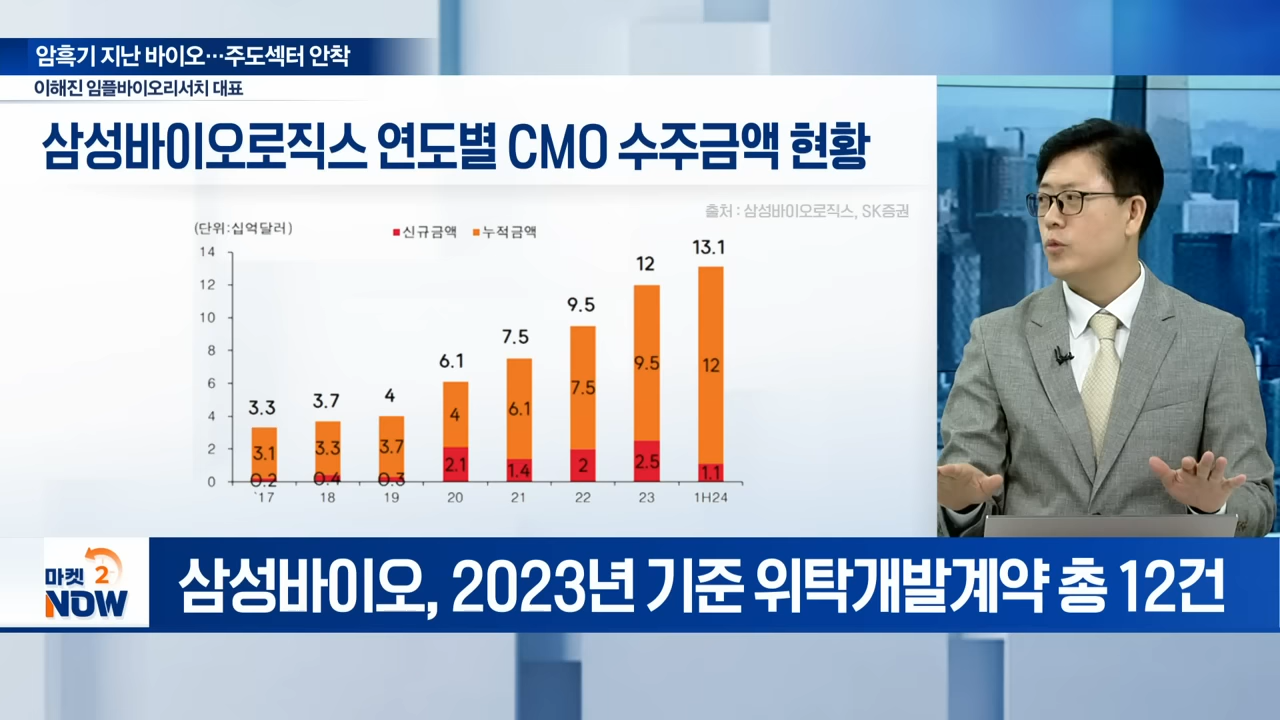 암흑기 지난 바이오…주도섹터 안착
이해진 임플바이오리서치 대표
삼성바이오로직스 연도별 CMO 수주금액 현황
출처 : 삼성바이오로직스, SK증권
(단위:십억달러)
신규금액 누적금액
14
12
10
8
6
4
2
0
3.3 3.7 4 6.1 7.5 9.5 12 13.1
3.1 3.3 3.7 4 6.1 7.5 9.5 12
0.2 0.4 0.3 2.1 1.4 2 2.5 1.1
'17 18 19 20 21 22 23 1H24
마켓 2
NOW
삼성바이오, 2023년 기준 위탁개발계약 총 12건